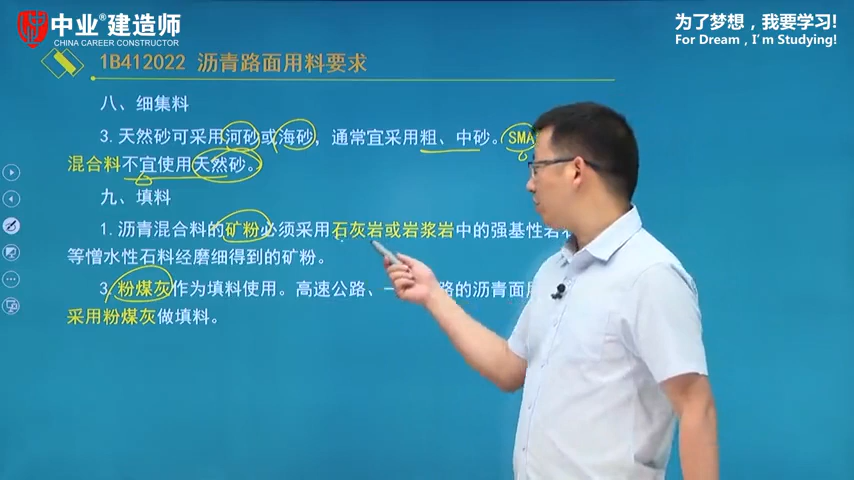 中业®建造师
CHINA CAREER CONSTRUCTOR
为了梦想，我要学习!
For Dream , I'm Studying!
1B412022 沥青路面用料要求
八、细集料
3. 天然砂可采用河砂或海砂，通常宜采用粗、中砂。SMA
混合料不宜使用天然砂。
九、填料
1. 沥青混合料的矿粉必须采用石灰岩或岩浆岩中的强基性岩
等憎水性石料经磨细得到的矿粉。
3. 粉煤灰作为填料使用。高速公路、一 路的沥青面
采用粉煤灰做填料。